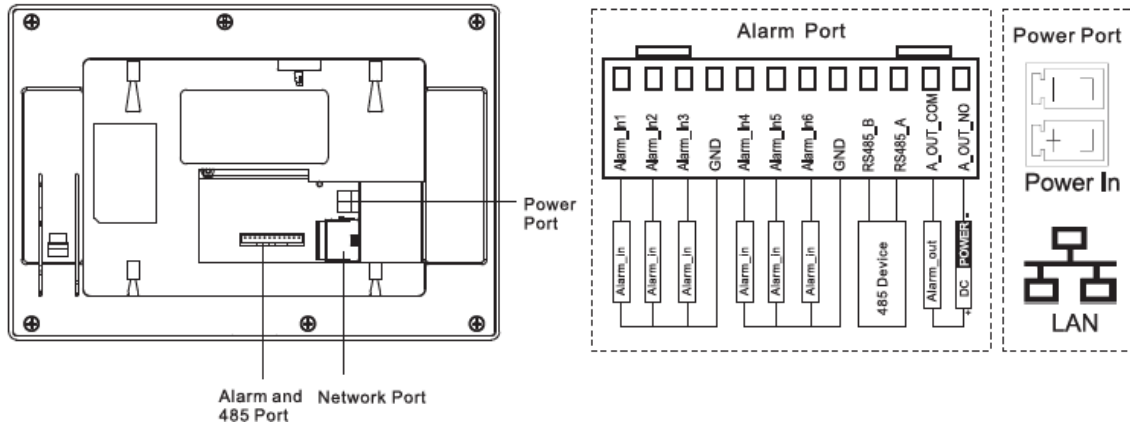 Power
Port
Alarm and
485 Port
Network Port
Alarm Port
Alarm_In1
Alarm_In2
Alarm_In3
GND
Alarm_In4
Alarm_In5
Alarm_In6
GND
RS485_B
RS485_A
A_OUT_COM
A_OUT_NO
Alarm_in
Alarm_in
Alarm_in
Alarm_in
Alarm_in
Alarm_in
485 Device
Alarm_out
DC POWER
+ -
Power Port
- +
Power In
LAN